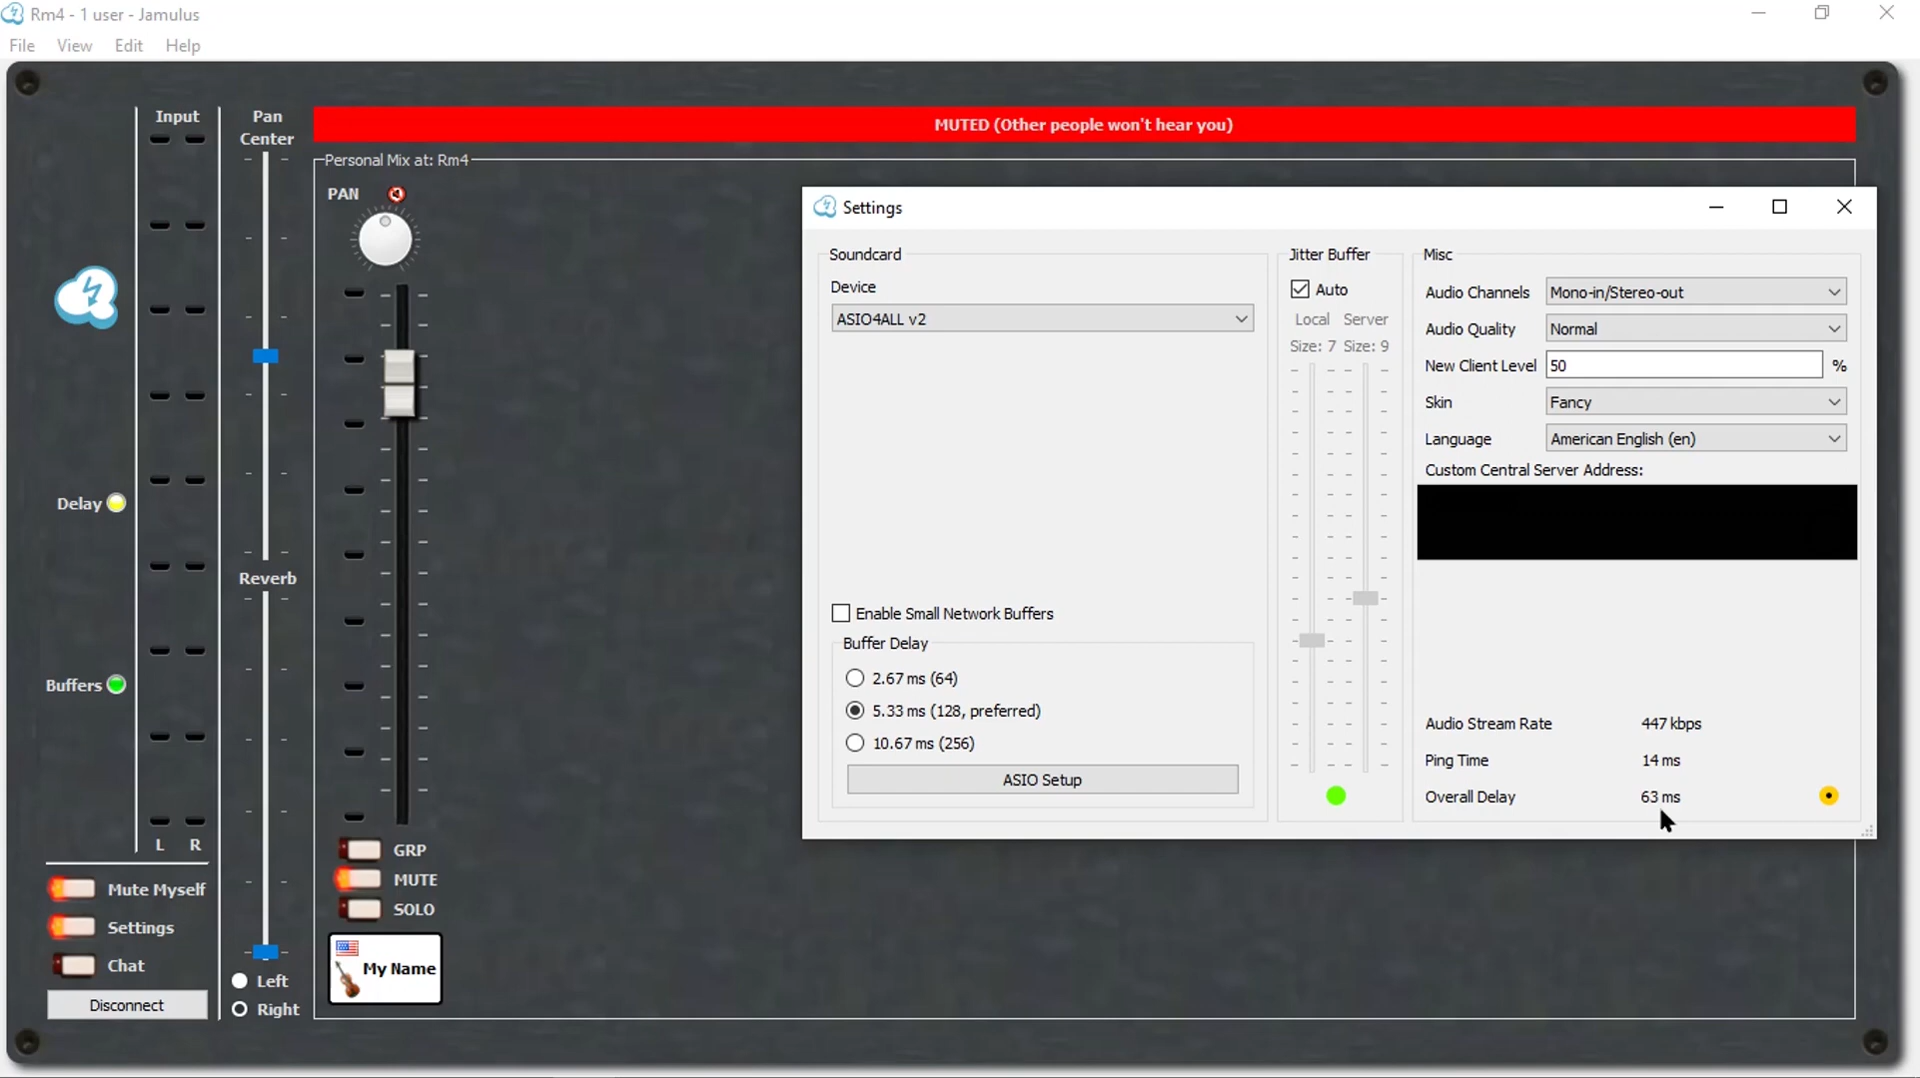 Rm4 - 1 user - Jamulus
File View Edit Help
Input
Pan
Center
MUTED (Other people won't hear you)
Personal Mix at: Rm4
PAN
Delay
Reverb
Buffers
L R
GRP
MUTE
SOLO
Mute Myself
Settings
Chat
Disconnect
Left
Right
My Name
Settings
Soundcard
Device
ASIO4ALL v2
Enable Small Network Buffers
Buffer Delay
2.67 ms (64)
5.33 ms (128, preferred)
10.67 ms (256)
ASIO Setup
Jitter Buffer
Auto
Local Server
Size: 7 Size: 9
Misc
Audio Channels Mono-in/Stereo-out
Audio Quality Normal
New Client Level 50 %
Skin Fancy
Language American English (en)
Custom Central Server Address:
Audio Stream Rate 447 kbps
Ping Time 14 ms
Overall Delay 63 ms